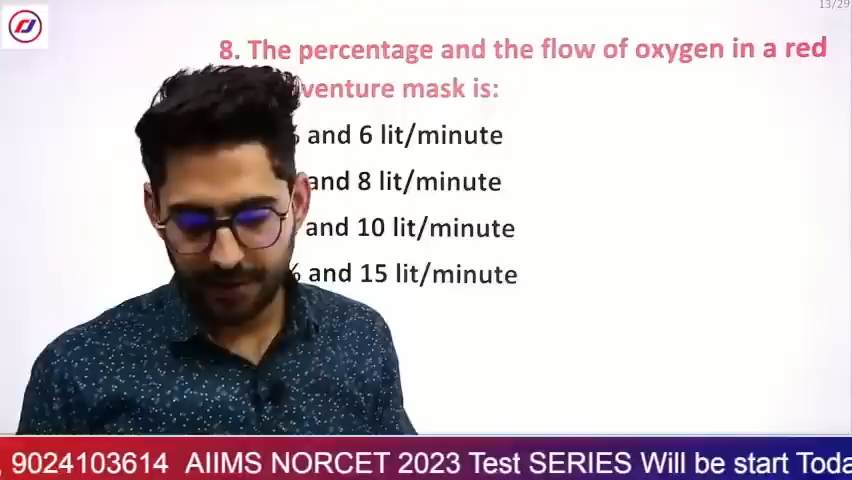 13/29
8. The percentage and the flow of oxygen in a red
venture mask is:
% and 6 lit/minute
and 8 lit/minute
and 10 lit/minute
% and 15 lit/minute
, 9024103614 AIIMS NORCET 2023 Test SERIES Will be start Toda